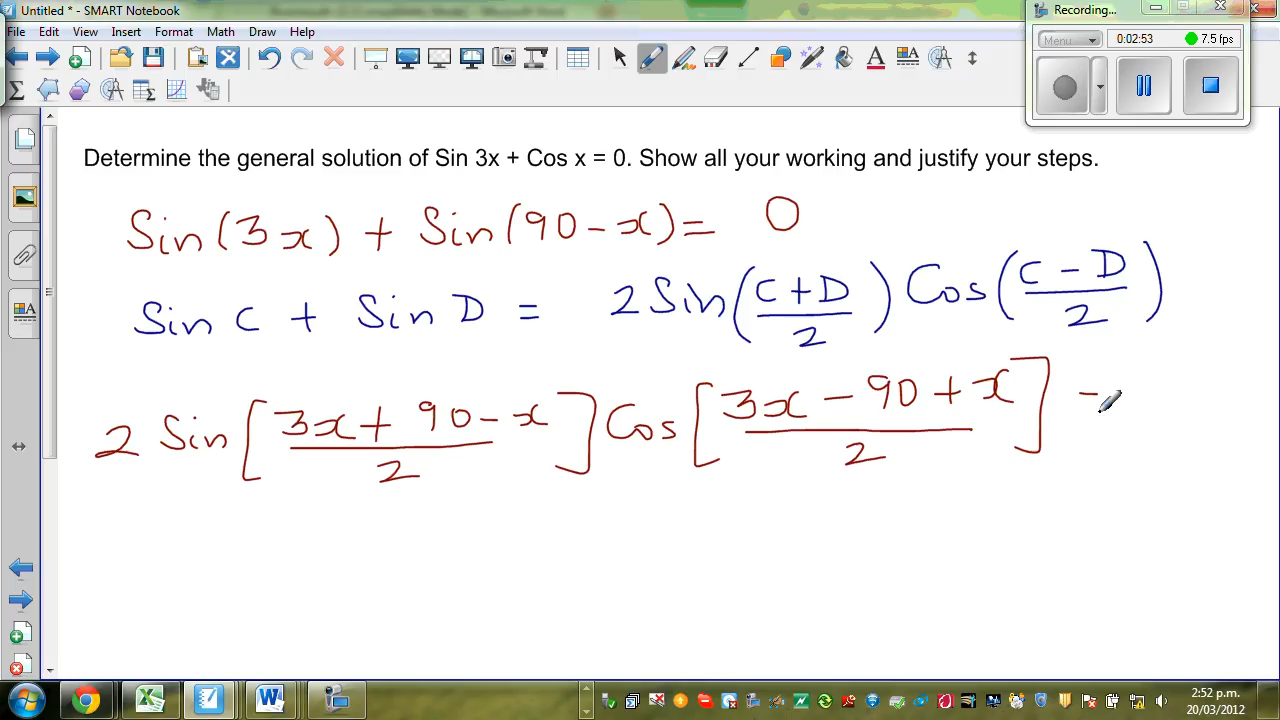 Untitled * - SMART Notebook
Recording...
File Edit View Insert Format Math Draw Help
Menu
0:02:53
7.5 fps
Determine the general solution of Sin 3x + Cos x = 0. Show all your working and justify your steps.
Sin(3x) + Sin(90-x)= 0
Sin C + Sin D = 2 Sin(C+D/2) Cos(C-D/2)
2 Sin[3x+90-x/2] Cos[3x-90+x/2] -
2:52 p.m.
20/03/2012